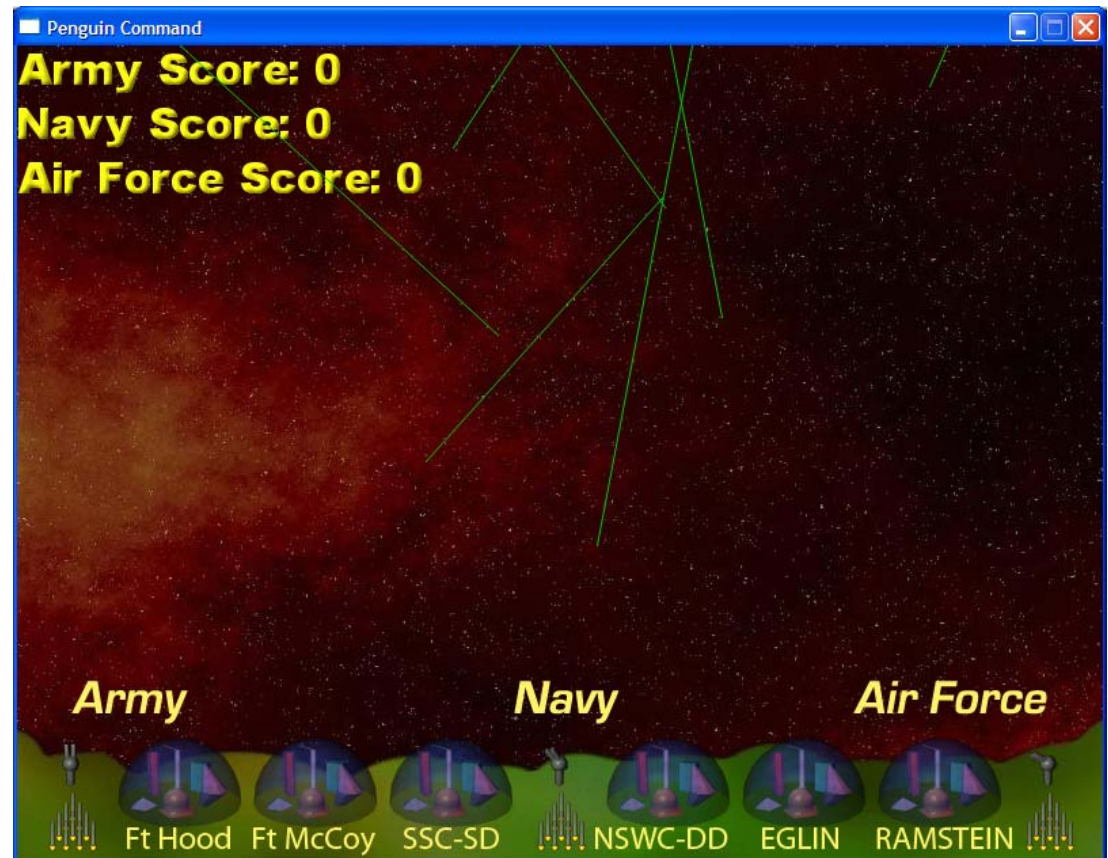 Penguin Command
Army Score: 0
Navy Score: 0
Air Force Score: 0
Army Navy Air Force
Ft Hood Ft McCoy SSC-SD NSWC-DD EGLIN RAMSTEIN